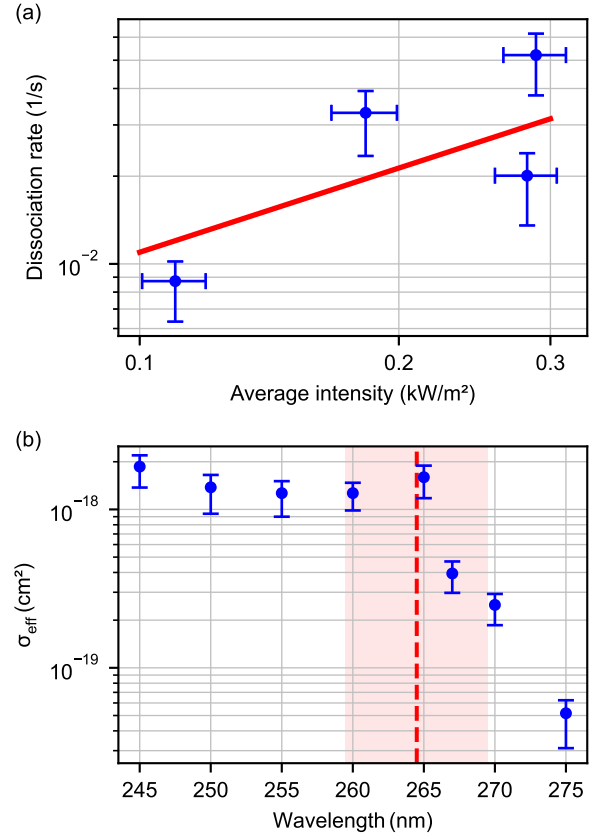 (a)
Dissociation rate (1/s)
10⁻²
0.1 0.2 0.3
Average intensity (kW/m²)
(b)
σeff (cm²)
10⁻¹⁸
10⁻¹⁹
245 250 255 260 265 270 275
Wavelength (nm)